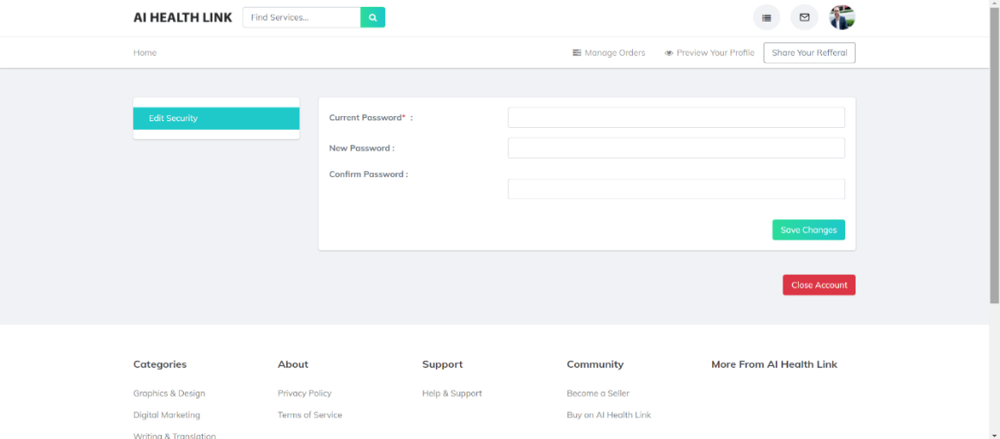 AI HEALTH LINK Find Services...
Home Manage Orders Preview Your Profile Share Your Refferal
Edit Security
Current Password* :
New Password :
Confirm Password :
Save Changes
Close Account
Categories About Support Community More From AI Health Link
Graphics & Design Privacy Policy Help & Support Become a Seller
Digital Marketing Terms of Service Buy on AI Health Link
Writing & Translation